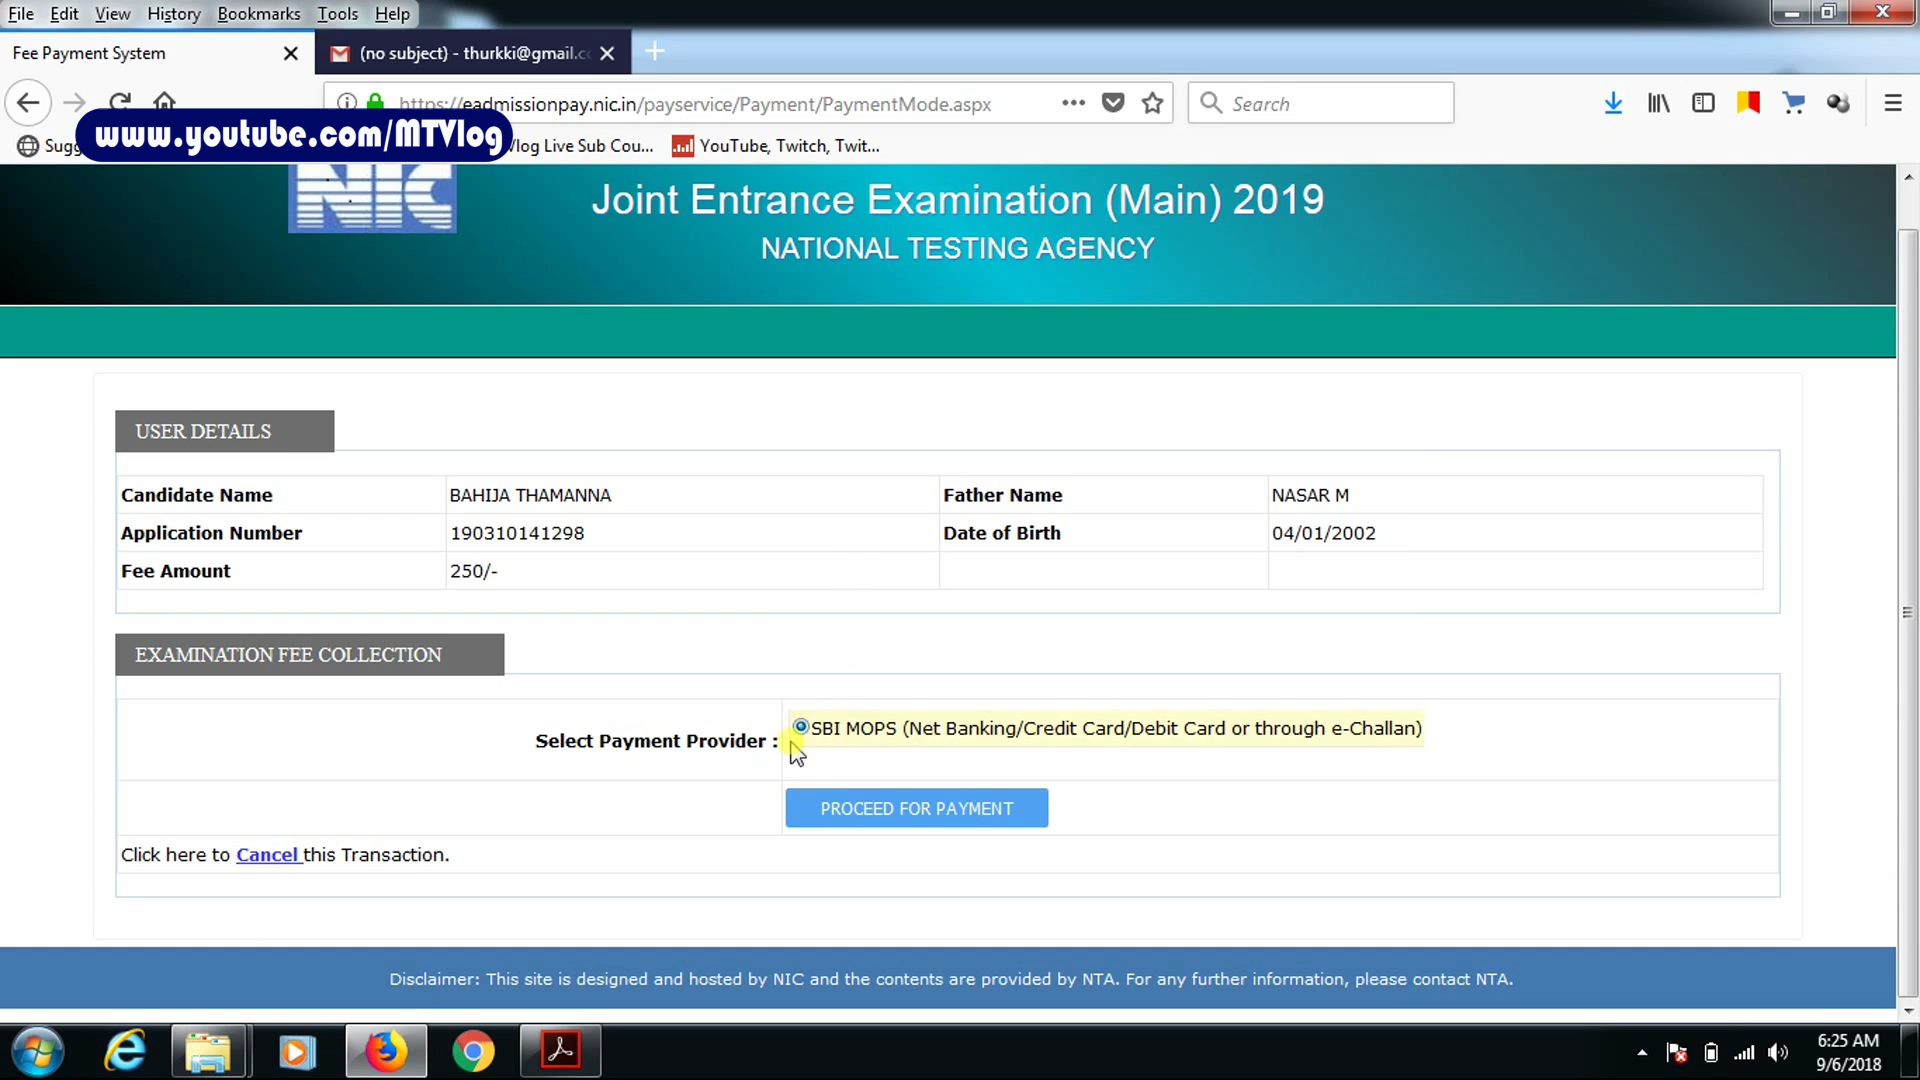 File Edit View History Bookmarks Tools Help
Fee Payment System
(no subject) - thurkki@gmail.c
https://eadmissionpay.nic.in/payservice/Payment/PaymentMode.aspx
Search
www.youtube.com/MTVlog
Sugg
Vlog Live Sub Cou...
YouTube, Twitch, Twit...
NIC
Joint Entrance Examination (Main) 2019
NATIONAL TESTING AGENCY
USER DETAILS
Candidate Name BAHIJA THAMANNA Father Name NASAR M
Application Number 190310141298 Date of Birth 04/01/2002
Fee Amount 250/-
EXAMINATION FEE COLLECTION
Select Payment Provider : SBI MOPS (Net Banking/Credit Card/Debit Card or through e-Challan)
PROCEED FOR PAYMENT
Click here to Cancel this Transaction.
Disclaimer: This site is designed and hosted by NIC and the contents are provided by NTA. For any further information, please contact NTA.
6:25 AM
9/6/2018